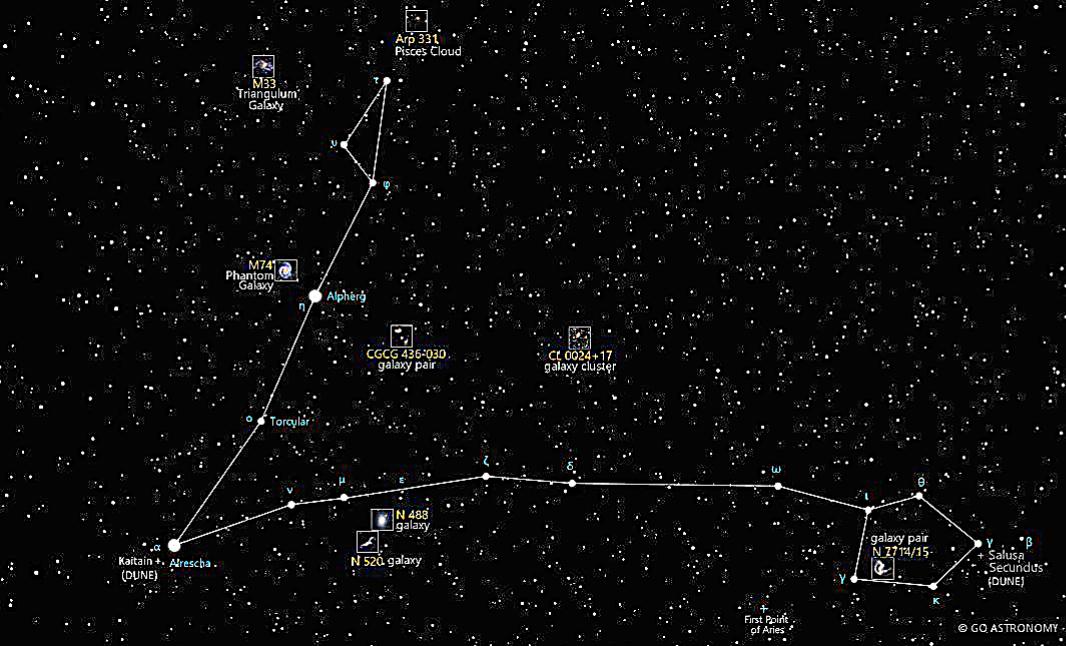 Arp 331
Pisces Cloud
M33
Triangulum
Galaxy
τ
υ
φ
M74
Phantom
Galaxy
η
Alpherg
CGCG 436-030
galaxy pair
CL 0024+17
galaxy cluster
ο
Torcular
ν
μ
ε
ζ
δ
ω
ι
θ
N 488
galaxy
N 520 galaxy
α
Kaitain +
(DUNE)
Alrescha
galaxy pair
N 7714/15
γ
β
+ Salusa
Secundus
(DUNE)
γ
κ
+
First Point
of Aries
© GO ASTRONOMY